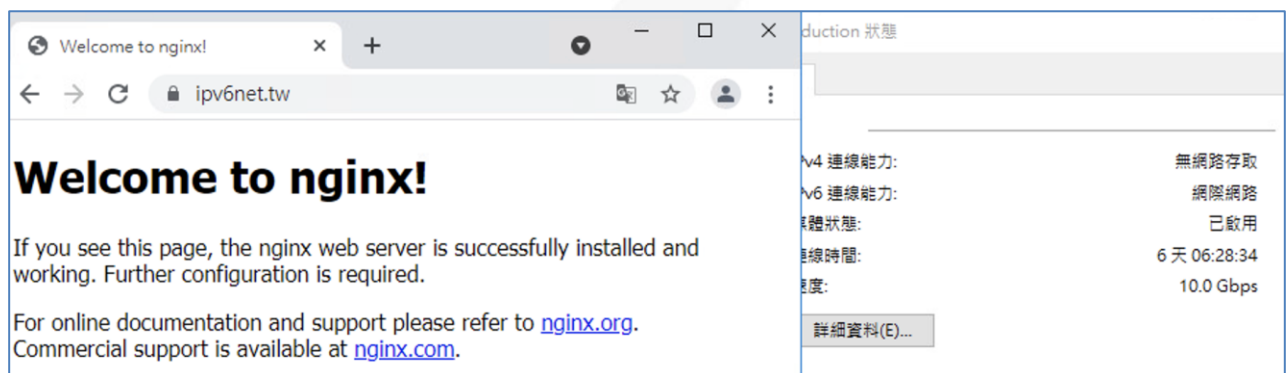 Welcome to nginx!
ipv6net.tw
Welcome to nginx!
If you see this page, the nginx web server is successfully installed and
working. Further configuration is required.
For online documentation and support please refer to nginx.org.
Commercial support is available at nginx.com.
duction 狀態
Pv4 連線能力: 無網路存取
Pv6 連線能力: 網際網路
媒體狀態: 已啟用
連線時間: 6 天 06:28:34
速度: 10.0 Gbps
詳細資料(E)...